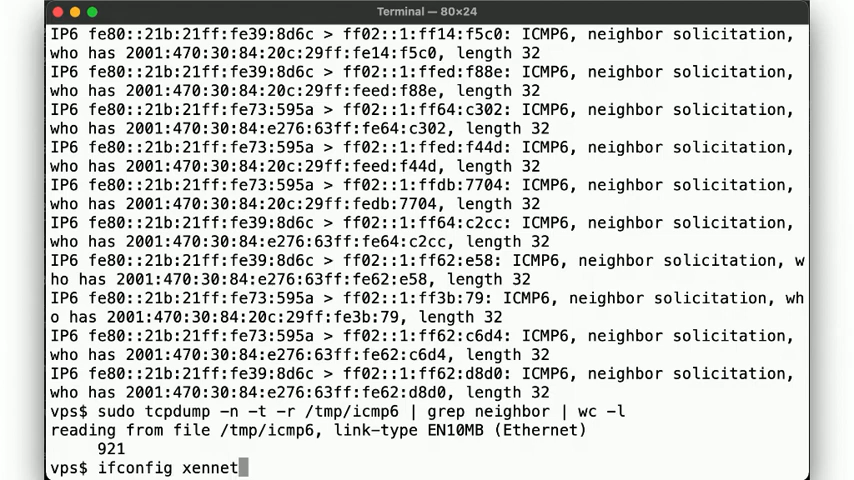 Terminal — 80×24
IP6 fe80::21b:21ff:fe39:8d6c > ff02::1:ff14:f5c0: ICMP6, neighbor solicitation,
who has 2001:470:30:84:20c:29ff:fe14:f5c0, length 32
IP6 fe80::21b:21ff:fe39:8d6c > ff02::1:ffed:f88e: ICMP6, neighbor solicitation,
who has 2001:470:30:84:20c:29ff:feed:f88e, length 32
IP6 fe80::21b:21ff:fe73:595a > ff02::1:ff64:c302: ICMP6, neighbor solicitation,
who has 2001:470:30:84:e276:63ff:fe64:c302, length 32
IP6 fe80::21b:21ff:fe73:595a > ff02::1:ffed:f44d: ICMP6, neighbor solicitation,
who has 2001:470:30:84:20c:29ff:feed:f44d, length 32
IP6 fe80::21b:21ff:fe73:595a > ff02::1:ffdb:7704: ICMP6, neighbor solicitation,
who has 2001:470:30:84:20c:29ff:fedb:7704, length 32
IP6 fe80::21b:21ff:fe39:8d6c > ff02::1:ff64:c2cc: ICMP6, neighbor solicitation,
who has 2001:470:30:84:e276:63ff:fe64:c2cc, length 32
IP6 fe80::21b:21ff:fe39:8d6c > ff02::1:ff62:e58: ICMP6, neighbor solicitation, w
ho has 2001:470:30:84:e276:63ff:fe62:e58, length 32
IP6 fe80::21b:21ff:fe73:595a > ff02::1:ff3b:79: ICMP6, neighbor solicitation, wh
o has 2001:470:30:84:20c:29ff:fe3b:79, length 32
IP6 fe80::21b:21ff:fe73:595a > ff02::1:ff62:c6d4: ICMP6, neighbor solicitation,
who has 2001:470:30:84:e276:63ff:fe62:c6d4, length 32
IP6 fe80::21b:21ff:fe39:8d6c > ff02::1:ff62:d8d0: ICMP6, neighbor solicitation,
who has 2001:470:30:84:e276:63ff:fe62:d8d0, length 32
vps$ sudo tcpdump -n -t -r /tmp/icmp6 | grep neighbor | wc -l
reading from file /tmp/icmp6, link-type EN10MB (Ethernet)
921
vps$ ifconfig xennet